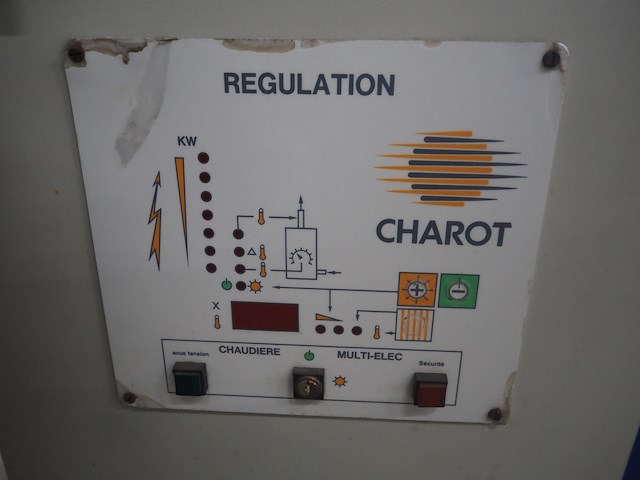 REGULATION
KW
CHAROT
X
CHAUDIERE MULTI-ELEC
sous tension
Sécurité